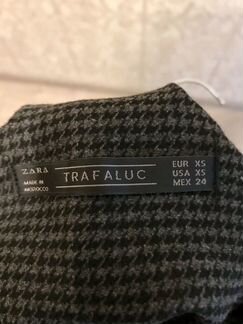 ZARA
MADE IN
MOROCCO
TRAFALUC
EUR XS
USA XS
MEX 24